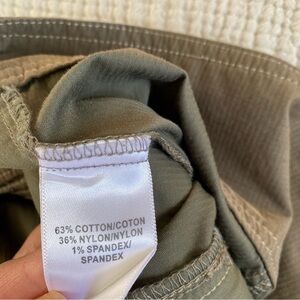 63% COTTON/COTON
36% NYLON/NYLON
1% SPANDEX/
SPANDEX